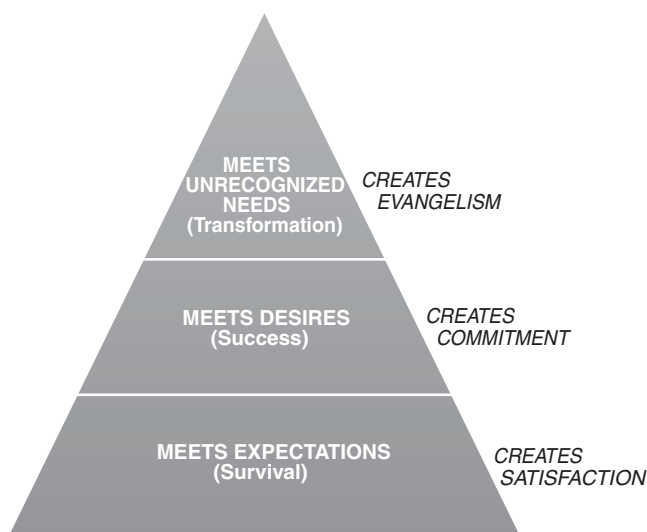 MEETS
UNRECOGNIZED
NEEDS
(Transformation)
CREATES
EVANGELISM
MEETS DESIRES
(Success)
CREATES
COMMITMENT
MEETS EXPECTATIONS
(Survival)
CREATES
SATISFACTION